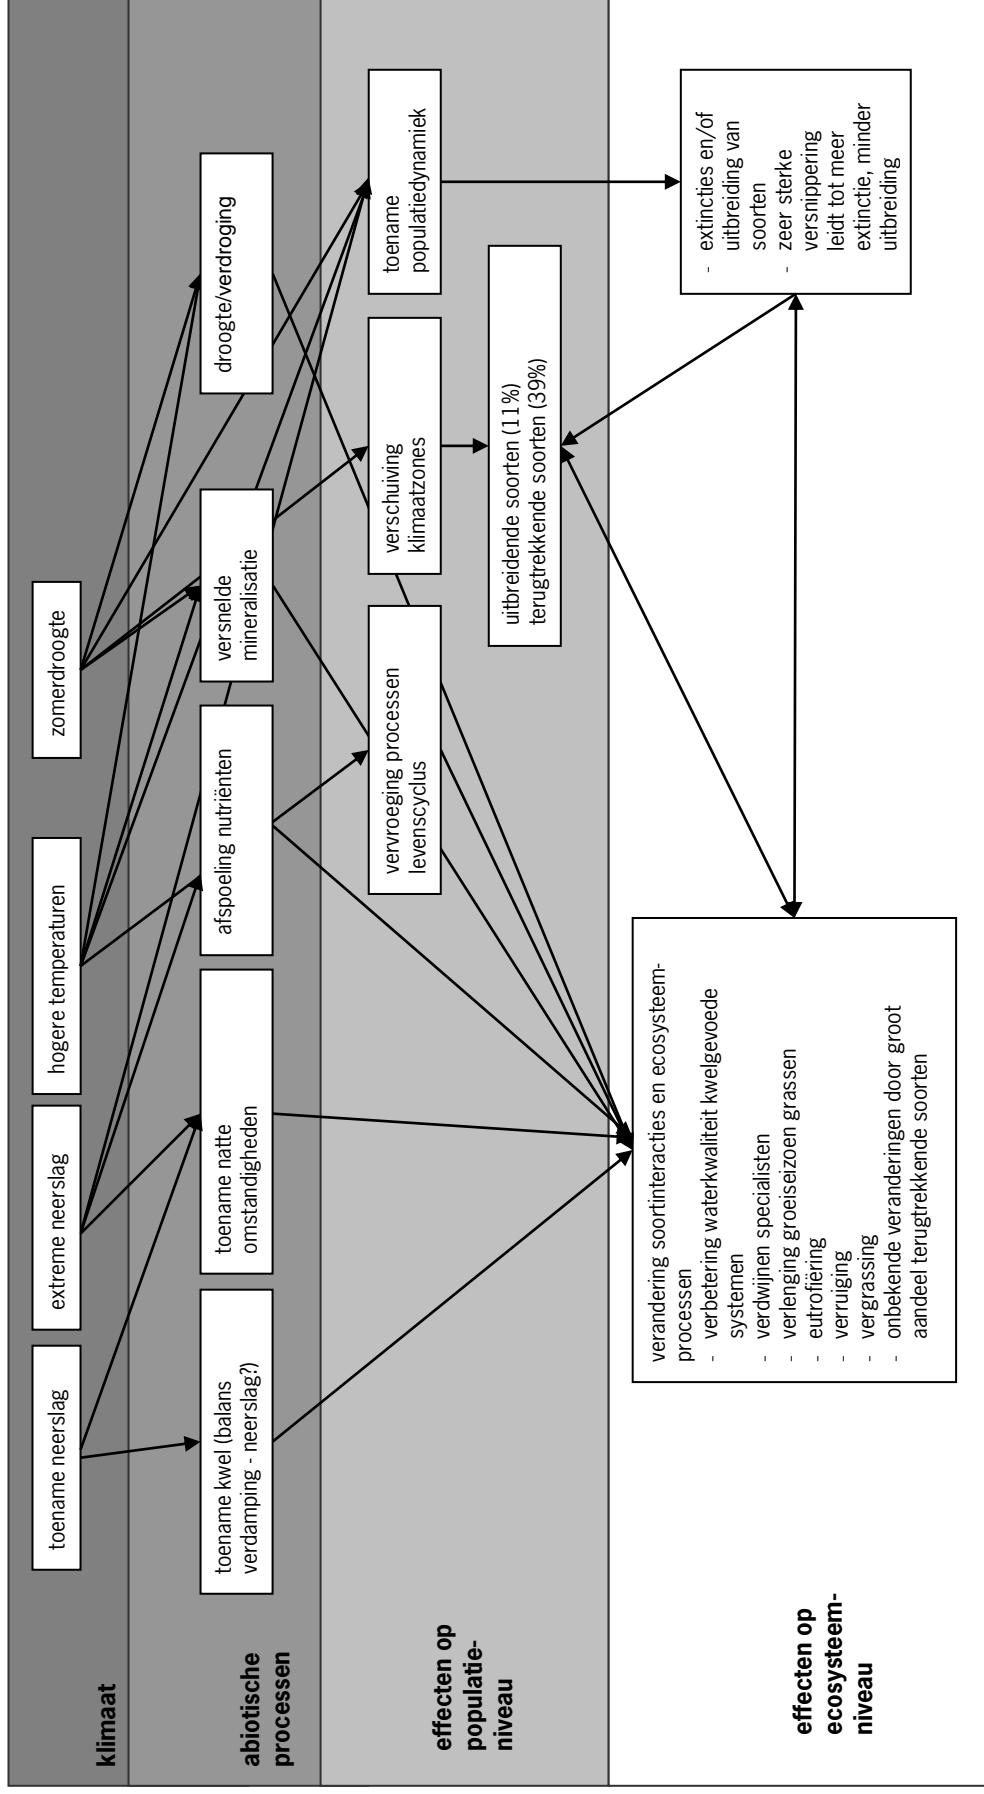 klimaat
toename neerslag
extreme neerslag
hogere temperaturen
zomerdroogte
abiotische
processen
toename kwel (balans
verdamping - neerslag?)
toename natte
omstandigheden
afspoeling nutriënten
versnelde
mineralisatie
droogte/verdroging
effecten op
populatie-
niveau
vervroeging processen
levenscyclus
verschuiving
klimaatzones
toename
populatiedynamiek
uitbreidende soorten (11%)
terugtrekkende soorten (39%)
effecten op
ecosysteem-
niveau
verandering soortinteracties en ecosysteem-
processen
- verbetering waterkwaliteit kwelgevoede
systemen
- verdwijnen specialisten
- verlenging groeiseizoen grassen
- eutrofiëring
- verruiging
- vergrassing
- onbekende veranderingen door groot
aandeel terugtrekkende soorten
- extincties en/of
uitbreiding van
soorten
- zeer sterke
versnippering
leidt tot meer
extinctie, minder
uitbreiding